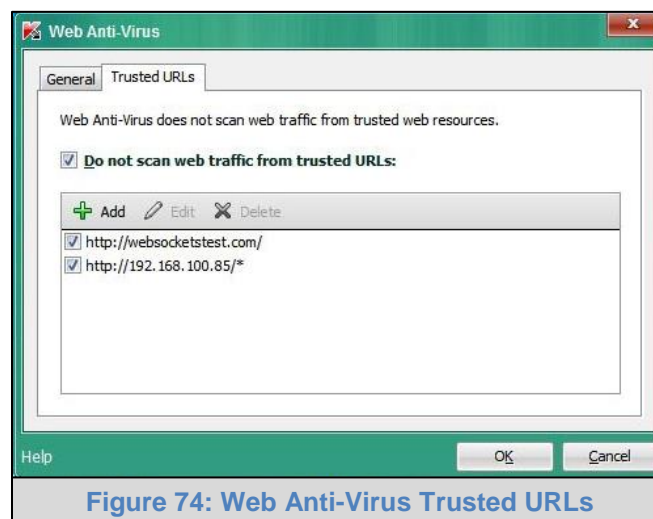 Web Anti-Virus
x
General Trusted URLs
Web Anti-Virus does not scan web traffic from trusted web resources.
Do not scan web traffic from trusted URLs:
Add Edit Delete
http://websocketstest.com/
http://192.168.100.85/*
Help OK Cancel
Figure 74: Web Anti-Virus Trusted URLs